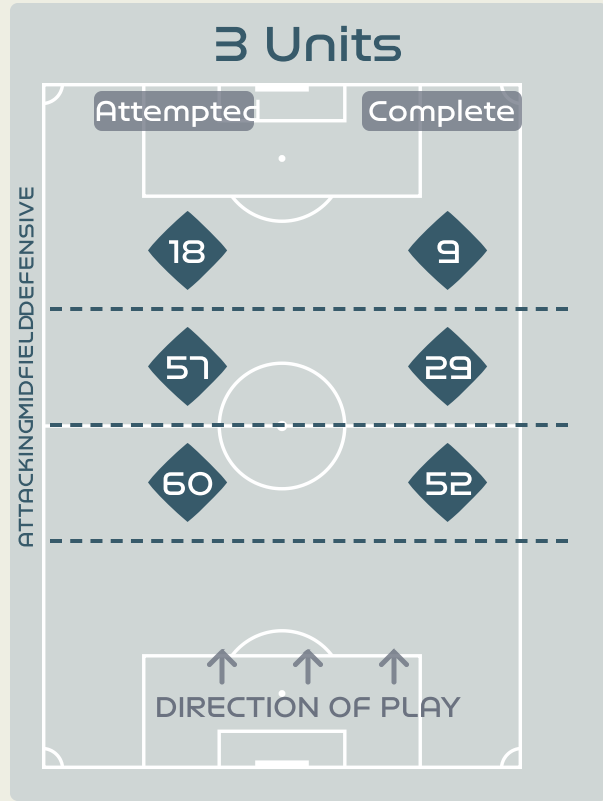 3 Units
Attempted Complete
ATTACKINGMIDFIELDDEFENSIVE
18 9
57 29
60 52
DIRECTION OF PLAY